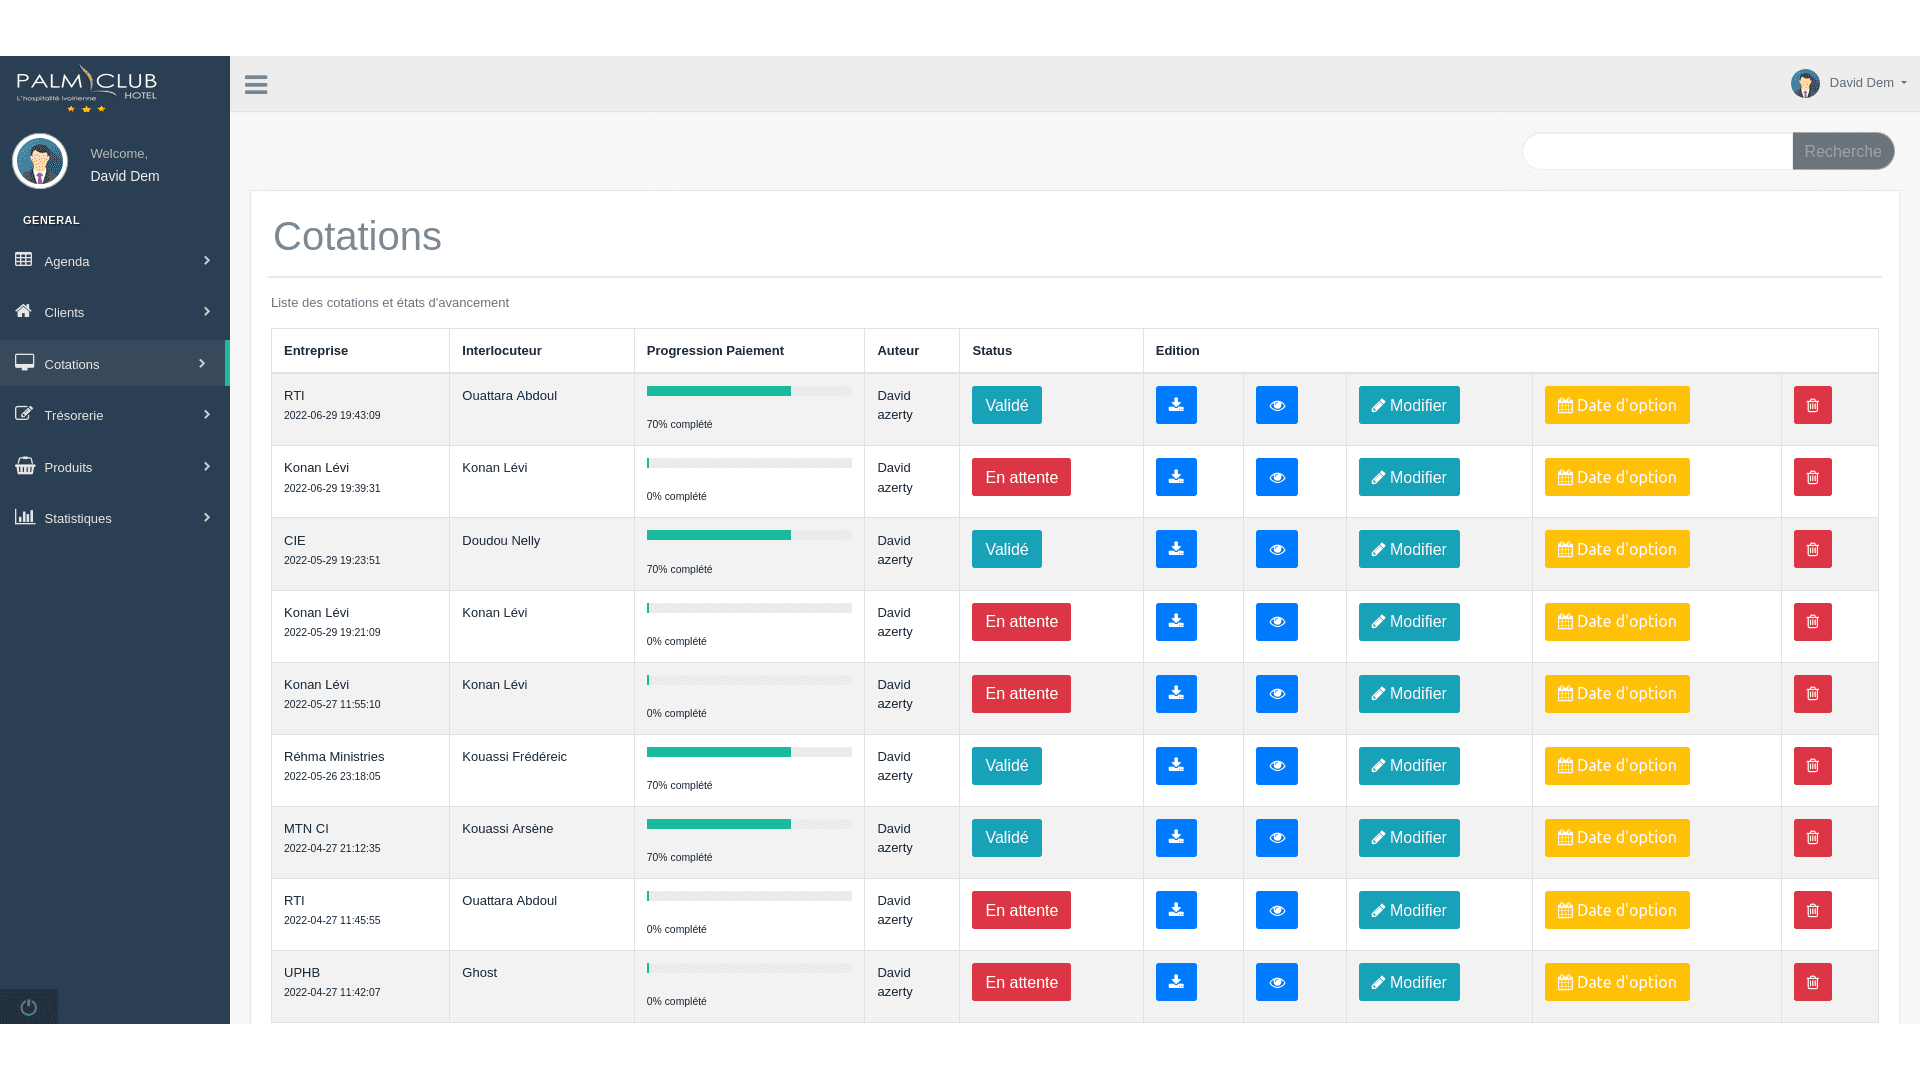 PALM CLUB
L'hospitalité Ivoirienne HOTEL
David Dem
Welcome,
David Dem
Recherche
GENERAL
Agenda
Clients
Cotations
Trésorerie
Produits
Statistiques
Cotations
Liste des cotations et états d'avancement
Entreprise Interlocuteur Progression Paiement Auteur Status Edition
RTI Ouattara Abdoul David Validé Modifier Date d'option
2022-06-29 19:43:09 70% complété azerty
Konan Lévi Konan Lévi David En attente Modifier Date d'option
2022-06-29 19:39:31 0% complété azerty
CIE Doudou Nelly David Validé Modifier Date d'option
2022-05-29 19:23:51 70% complété azerty
Konan Lévi Konan Lévi David En attente Modifier Date d'option
2022-05-29 19:21:09 0% complété azerty
Konan Lévi Konan Lévi David En attente Modifier Date d'option
2022-05-27 11:55:10 0% complété azerty
Réhma Ministries Kouassi Frédéreic David Validé Modifier Date d'option
2022-05-26 23:18:05 70% complété azerty
MTN CI Kouassi Arsène David Validé Modifier Date d'option
2022-04-27 21:12:35 70% complété azerty
RTI Ouattara Abdoul David En attente Modifier Date d'option
2022-04-27 11:45:55 0% complété azerty
UPHB Ghost David En attente Modifier Date d'option
2022-04-27 11:42:07 0% complété azerty